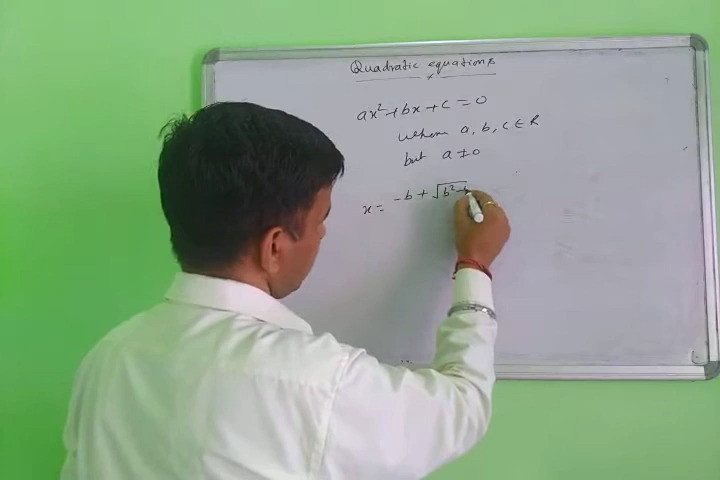 Quadratic equations
ax²+bx+c=0
where a, b, c ∈ R
but a≠0
x = -b + √b²-